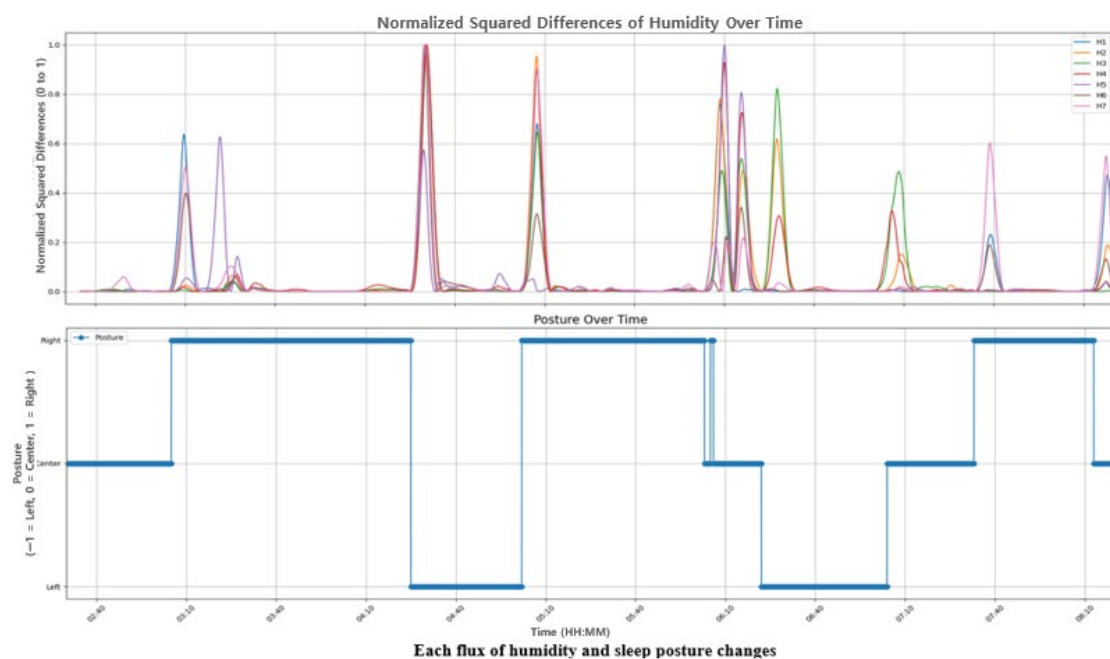 Normalized Squared Differences of Humidity Over Time
Normalized Squared Differences (0 to 1)
1.0
0.8
0.6
0.4
0.2
0.0
H1
H2
H3
H4
H5
H6
H7
Posture Over Time
Posture
Posture
(−1 = Left, 0 = Center, 1 = Right )
Right
Center
Left
02:40
03:10
03:40
04:10
04:40
05:10
05:40
06:10
06:40
07:10
07:40
08:10
Time (HH:MM)
Each flux of humidity and sleep posture changes